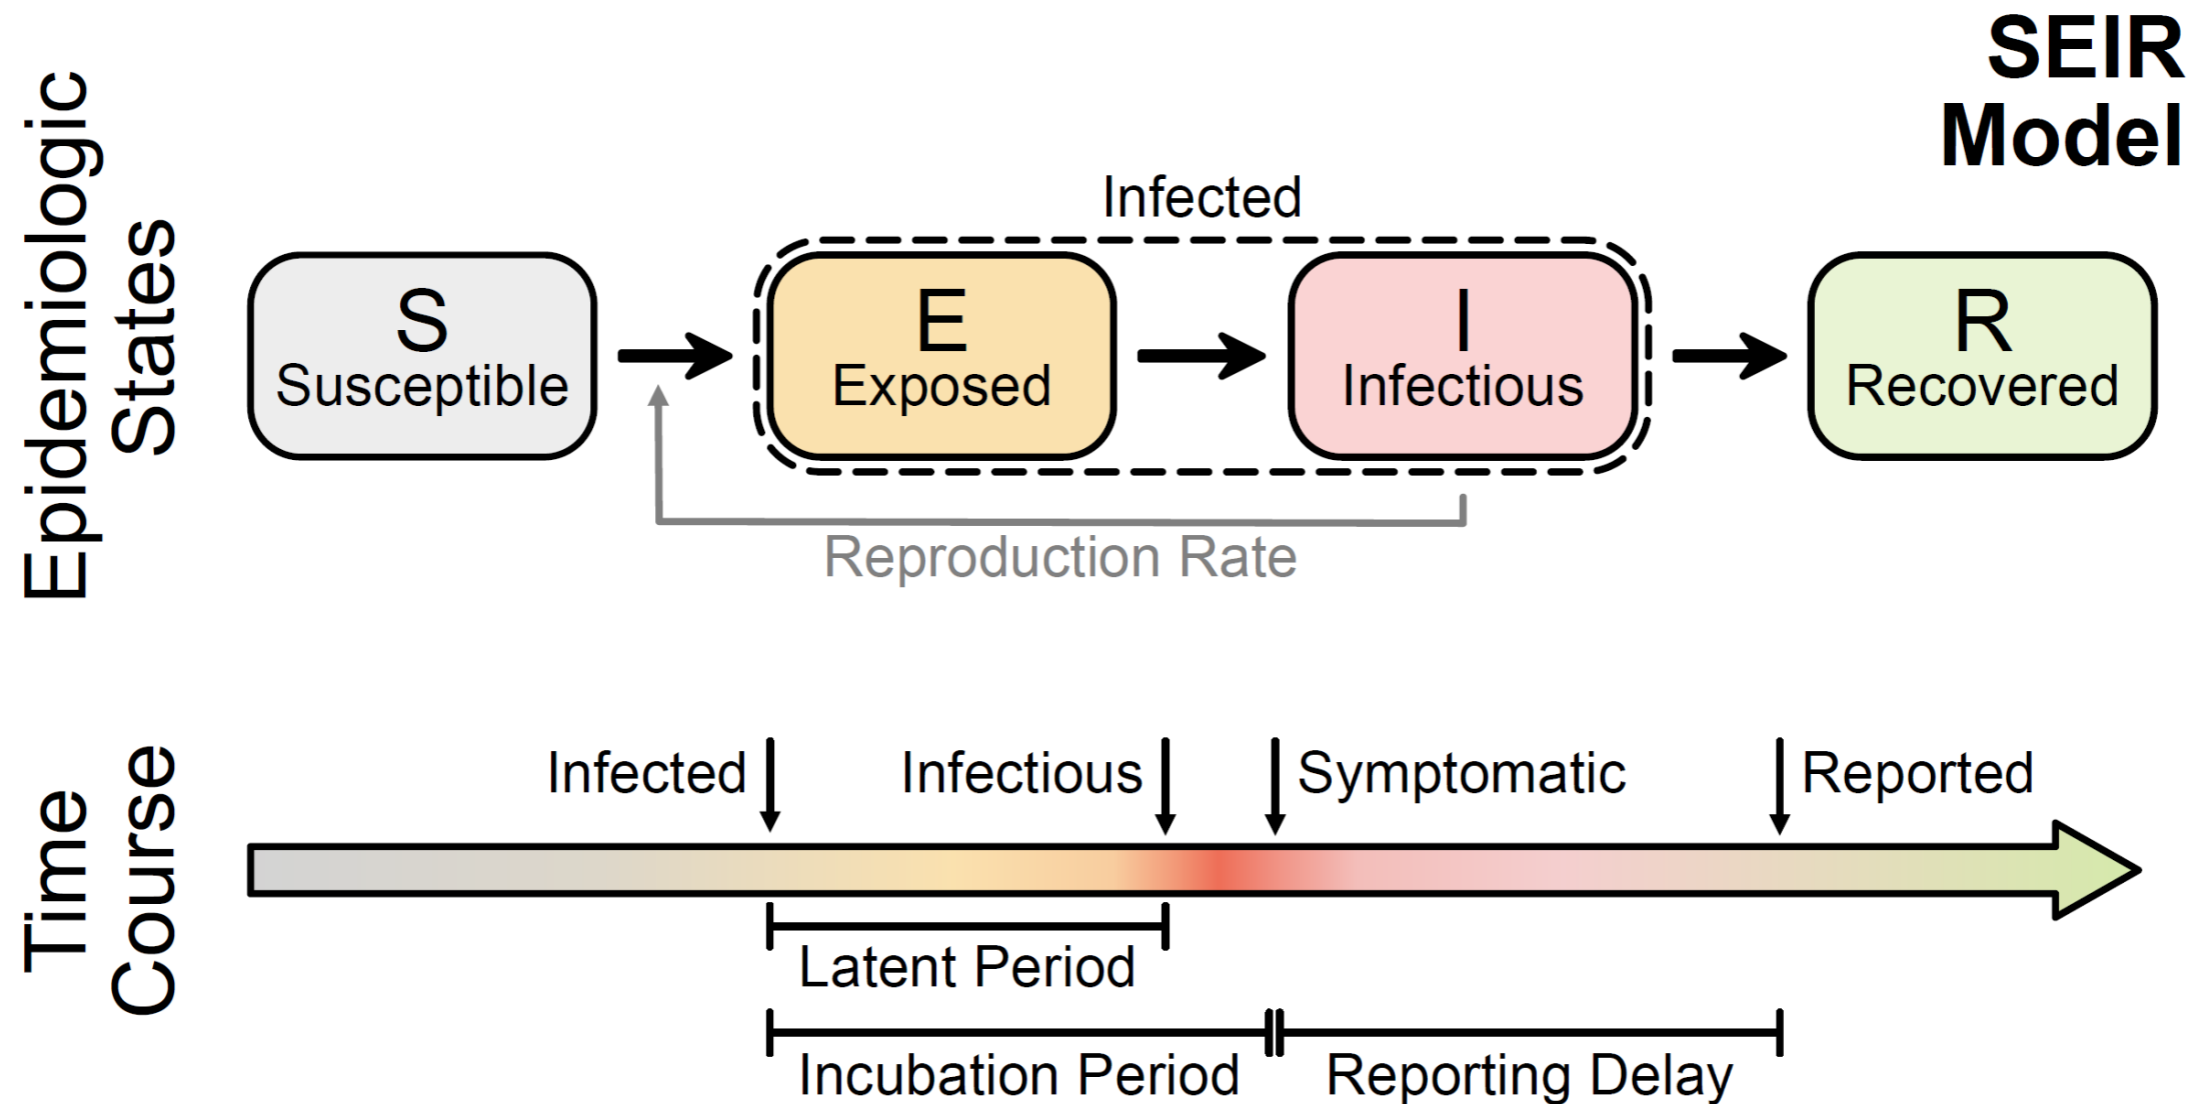 SEIR
Model
Epidemiologic
States
Infected
S
Susceptible
E
Exposed
I
Infectious
R
Recovered
Reproduction Rate
Time
Course
Infected
Infectious
Symptomatic
Reported
Latent Period
Incubation Period
Reporting Delay